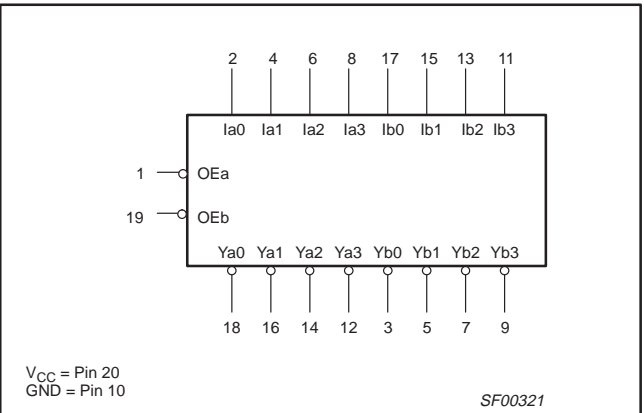 2 4 6 8 17 15 13 11
Ia0 Ia1 Ia2 Ia3 Ib0 Ib1 Ib2 Ib3
1 OEa
19 OEb
Ya0 Ya1 Ya2 Ya3 Yb0 Yb1 Yb2 Yb3
18 16 14 12 3 5 7 9
VCC = Pin 20
GND = Pin 10
SF00321